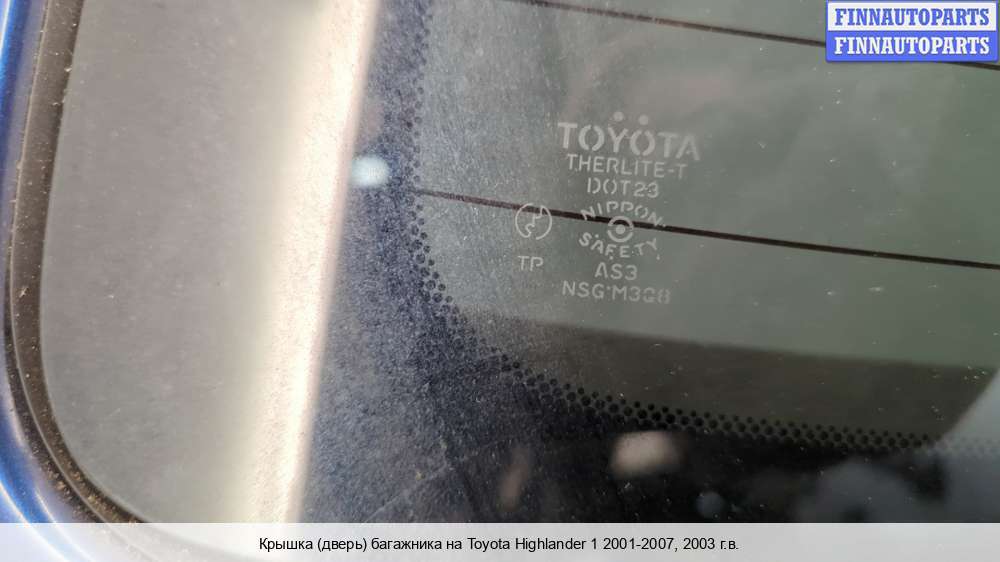 FINNAUTOPARTS
FINNAUTOPARTS
TOYOTA
THERLITE-T
DOT23
NIPPON
SAFETY
TP
AS3
NSG M3G8
Крышка (дверь) багажника на Toyota Highlander 1 2001-2007, 2003 г.в.